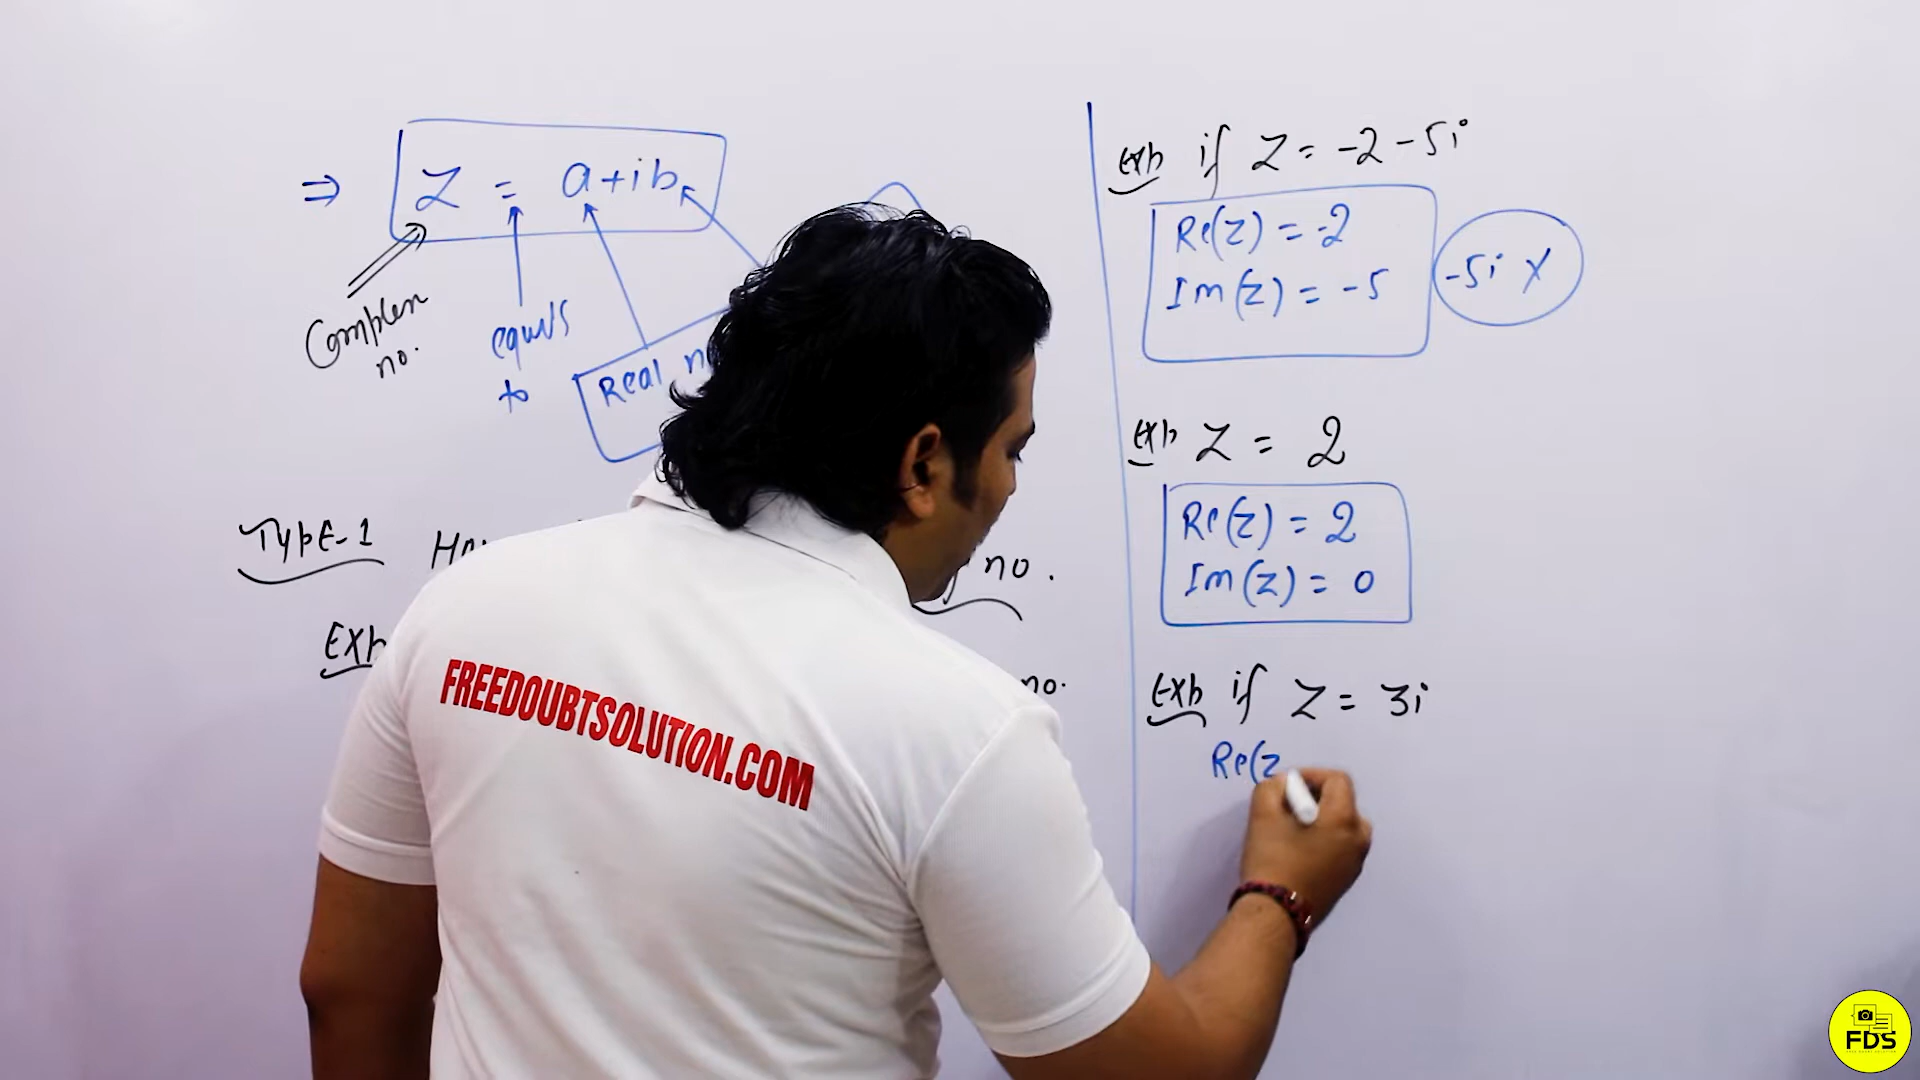 ⇒ Z = a+ib
Complex no.
equals to
Real
Type-1 no.
Exp
no.
FREEDOUBTSOLUTION.COM
Exp if Z = -2 - 5i
Re(z) = -2
Im(z) = -5
-5i X
Exp Z = 2
Re(z) = 2
Im(z) = 0
Exp if Z = 3i
Re(z
FDS